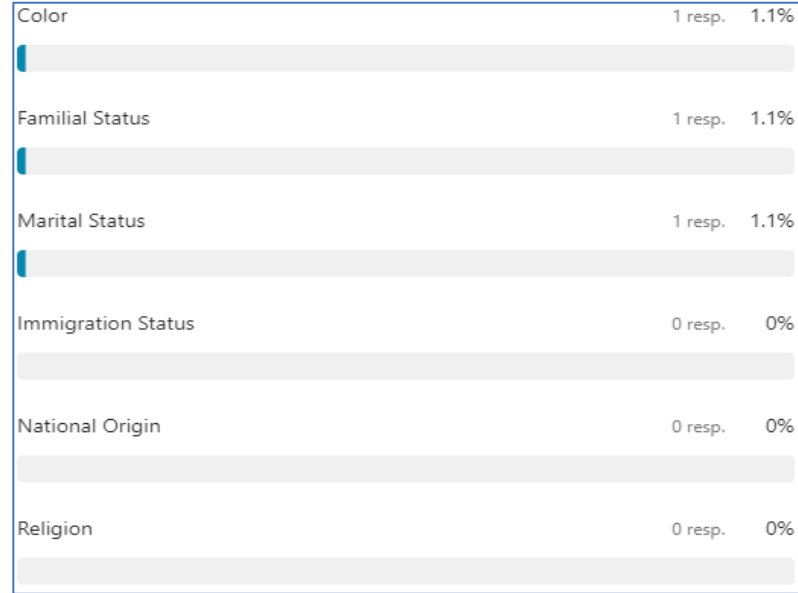 Color 1 resp. 1.1%
Familial Status 1 resp. 1.1%
Marital Status 1 resp. 1.1%
Immigration Status 0 resp. 0%
National Origin 0 resp. 0%
Religion 0 resp. 0%